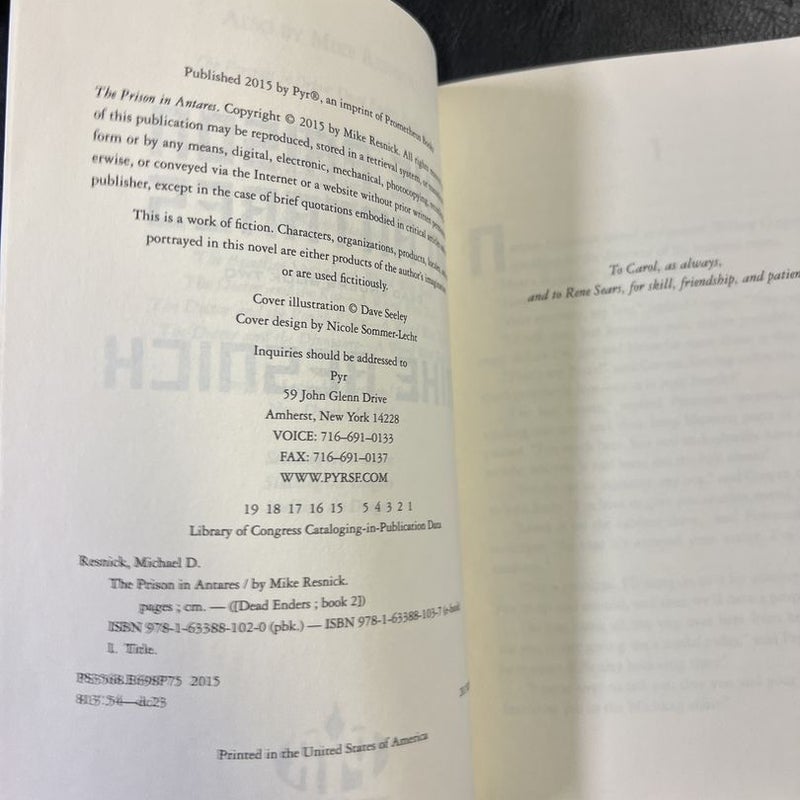 Published 2015 by Pyr®, an imprint of Prometheus Books
The Prison in Antares. Copyright © 2015 by Mike Resnick. All rights
of this publication may be reproduced, stored in a retrieval system, or
form or by any means, digital, electronic, mechanical, photocopying,
erwise, or conveyed via the Internet or a website without prior written
publisher, except in the case of brief quotations embodied in critical
This is a work of fiction. Characters, organizations, products, locales,
portrayed in this novel are either products of the author's imagination
or are used fictitiously.
Cover illustration © Dave Seeley
Cover design by Nicole Sommer-Lecht
Inquiries should be addressed to
Pyr
59 John Glenn Drive
Amherst, New York 14228
VOICE: 716–691–0133
FAX: 716–691–0137
WWW.PYRSF.COM
19 18 17 16 15 5 4 3 2 1
Library of Congress Cataloging-in-Publication Data
Resnick, Michael D.
The Prison in Antares / by Mike Resnick.
pages ; cm. — ([Dead Enders ; book 2])
ISBN 978-1-63388-102-0 (pbk.) — ISBN 978-1-63388-103-7
I. Title.
PS3568.E698P75 2015
813'.54—dc23
Printed in the United States of America
To Carol, as always,
and to Rene Sears, for skill, friendship, and patien